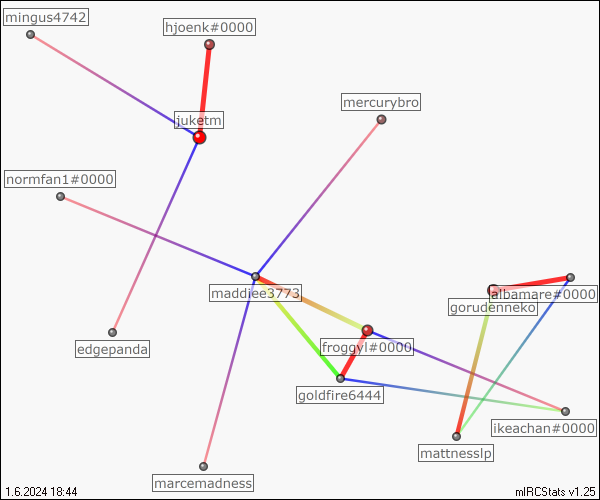 mingus4742
hjoenk#0000
mercurybro
juketm
normfan1#0000
maddiee3773
albamare#0000
gorudenneko
froggyl#0000
edgepanda
goldfire6444
ikeachan#0000
mattnesslp
marcemadness
1.6.2024 18:44
mIRCStats v1.25